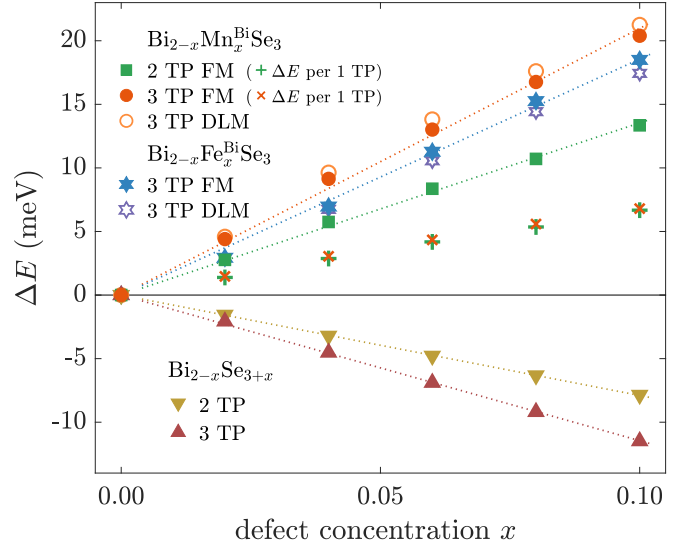 ΔE (meV)
20
15
10
5
0
-5
-10
Bi₂₋ₓMnₓᴮⁱSe₃
2 TP FM ( + ΔE per 1 TP)
3 TP FM ( × ΔE per 1 TP)
3 TP DLM
Bi₂₋ₓFeₓᴮⁱSe₃
3 TP FM
3 TP DLM
Bi₂₋ₓSe₃₊ₓ
2 TP
3 TP
0.00 0.05 0.10
defect concentration x